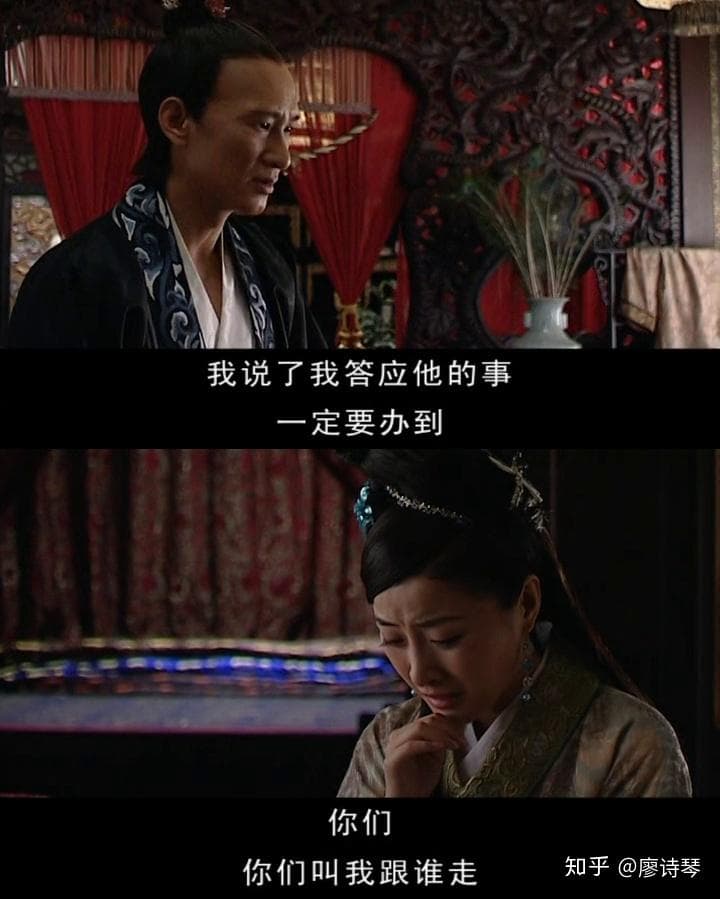 我说了我答应他的事
一定要办到
你们
你们叫我跟谁走
知乎 @廖诗琴